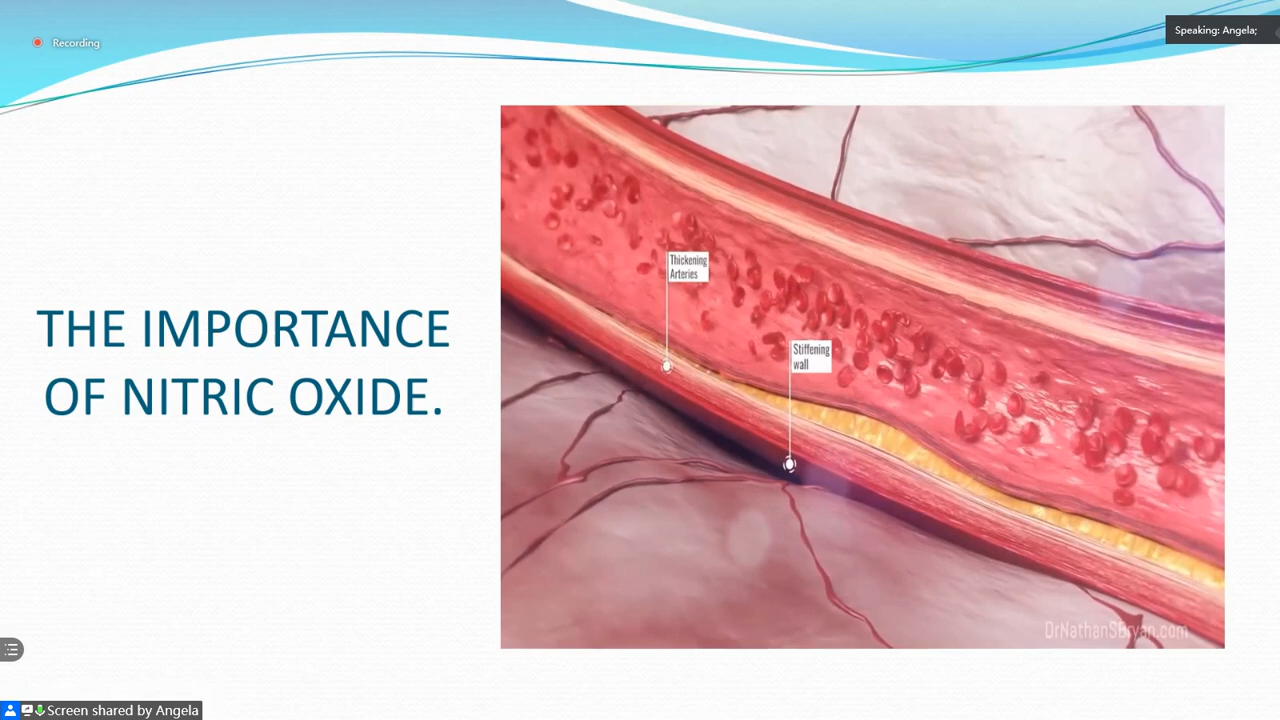 Recording
Speaking: Angela;
THE IMPORTANCE
OF NITRIC OXIDE.
Thickening
Arteries
Stiffening
wall
DrNathanSBryan.com
Screen shared by Angela